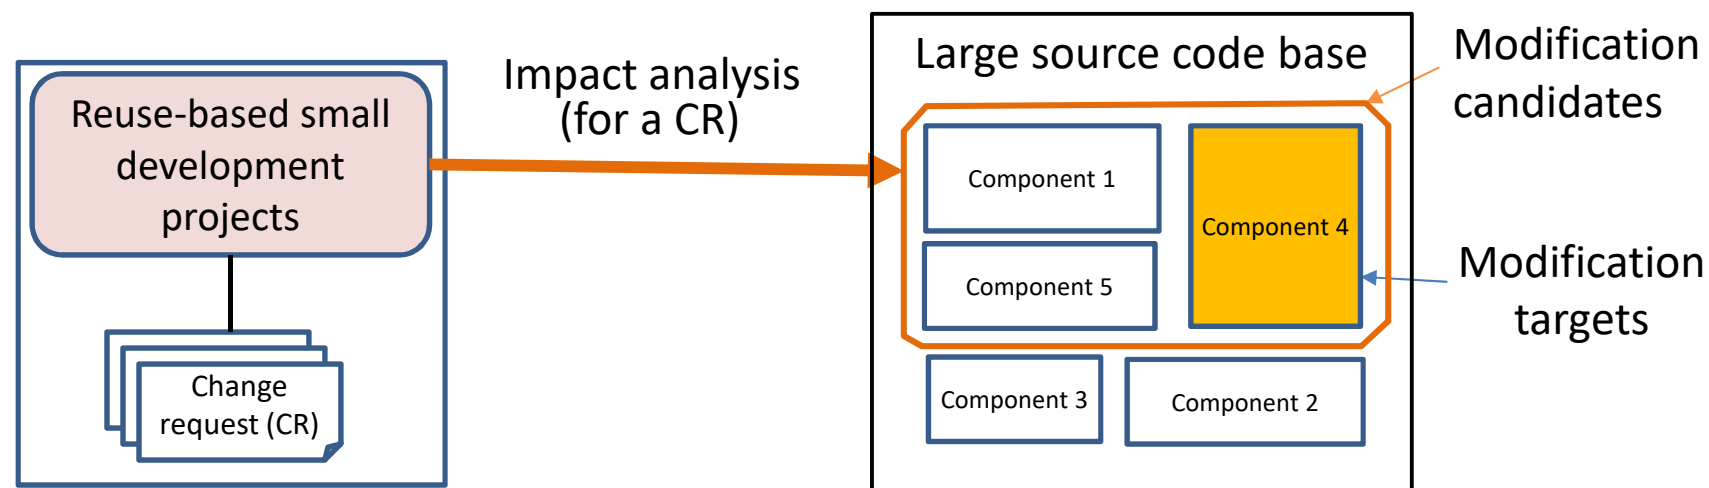 Reuse-based small
development
projects
Change
request (CR)
Impact analysis
(for a CR)
Large source code base
Component 1
Component 4
Component 5
Component 3
Component 2
Modification
candidates
Modification
targets